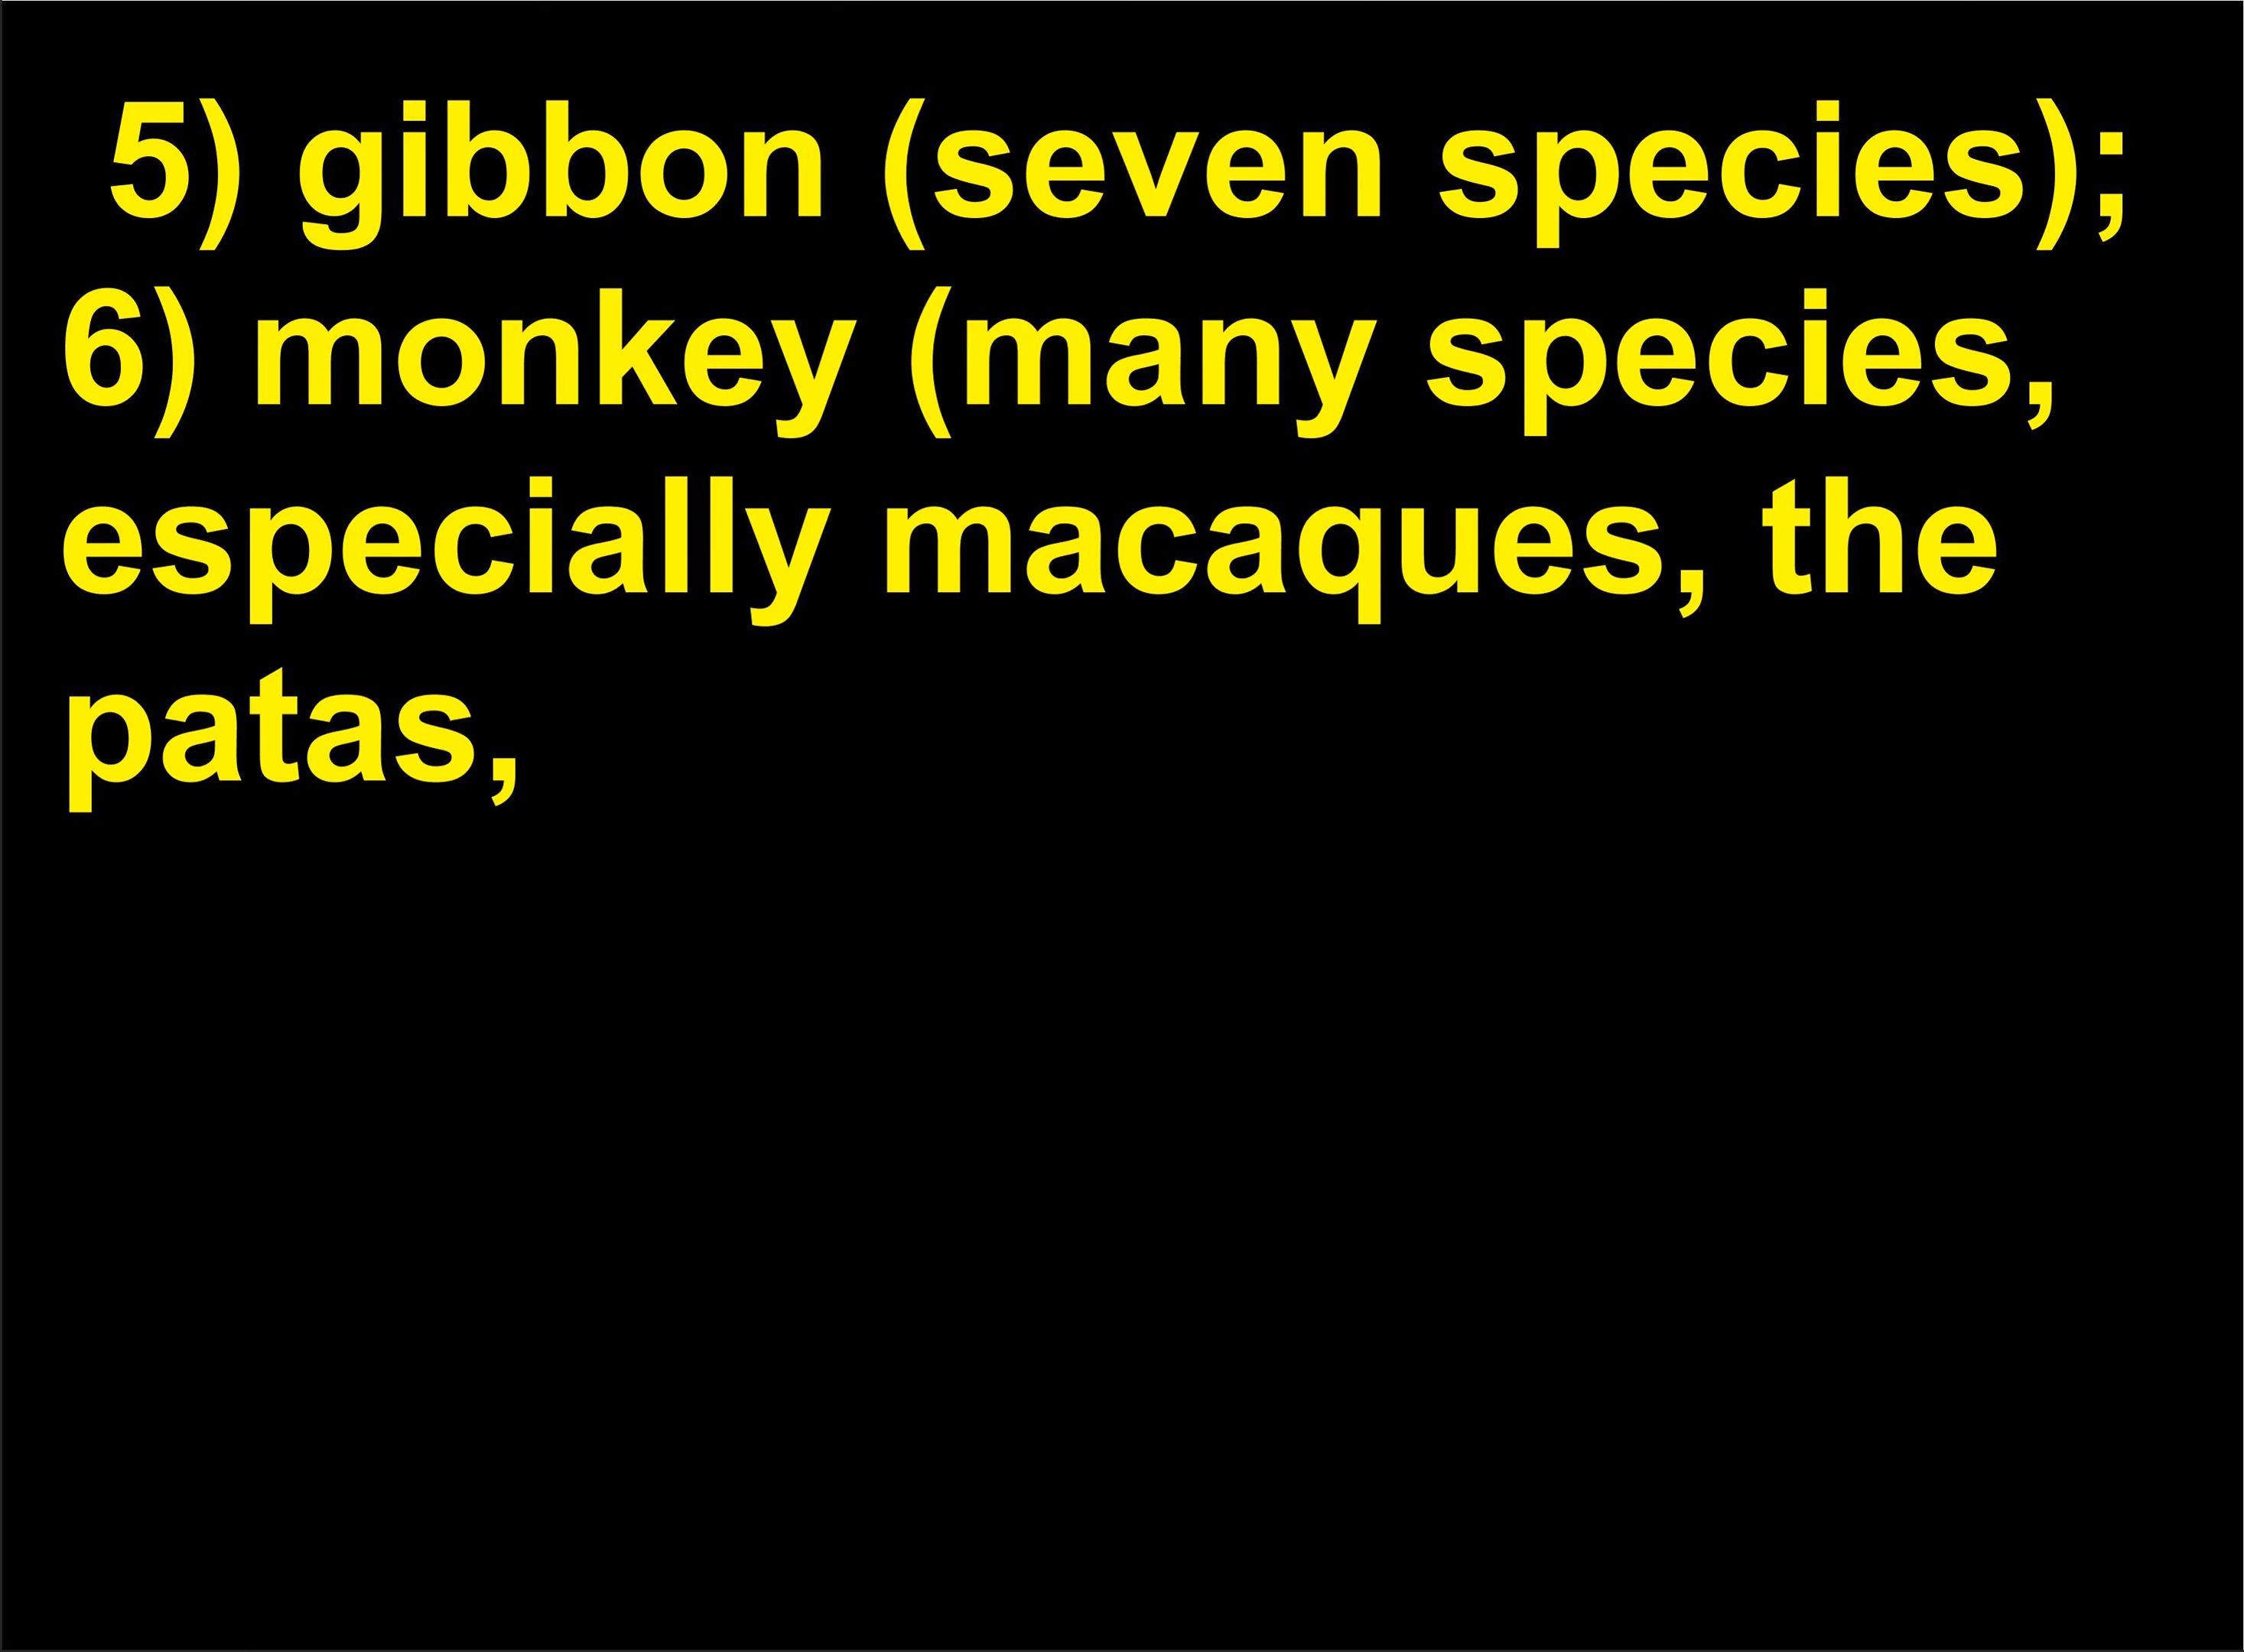 5) gibbon (seven species);
6) monkey (many species,
especially macaques, the
patas,